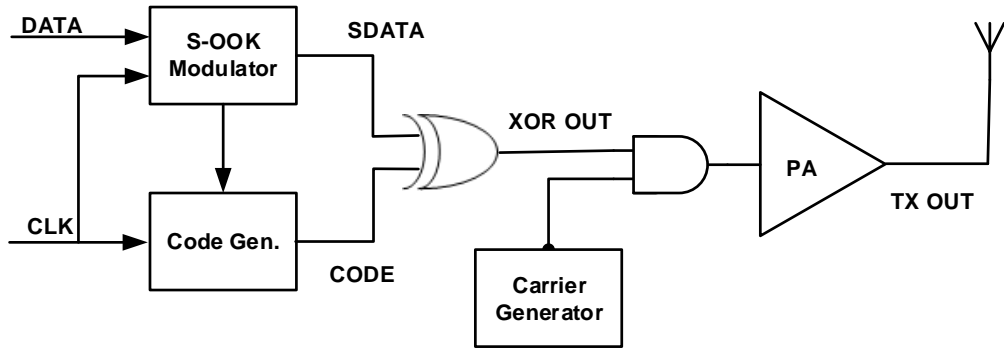 DATA
S-OOK
Modulator
SDATA
XOR OUT
PA
TX OUT
CLK
Code Gen.
CODE
Carrier
Generator